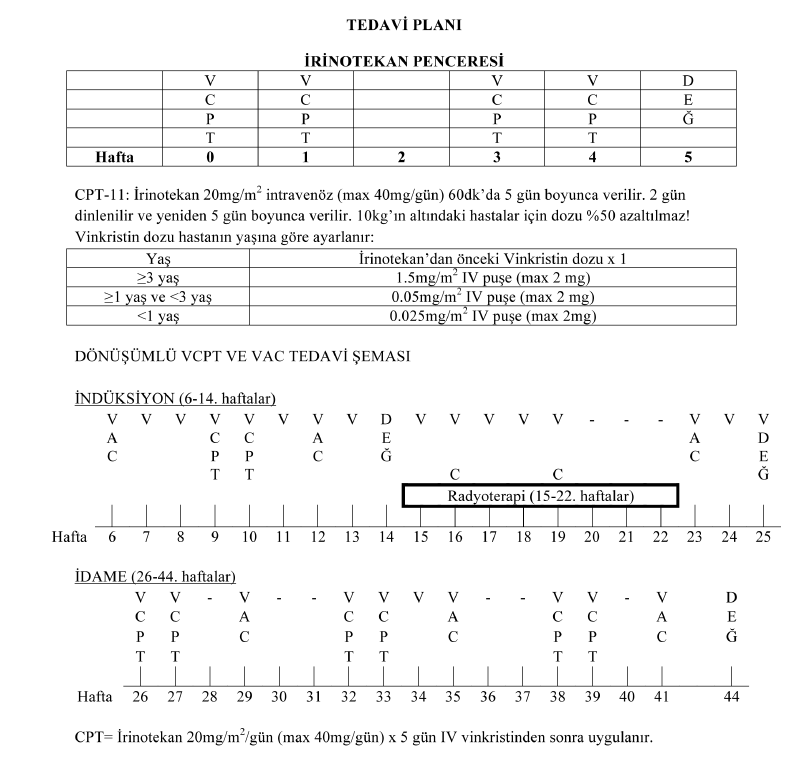 TEDAVİ PLANI
İRİNOTEKAN PENCERESİ
V V V V D
C C C C E
P P P P Ğ
T T T T
Hafta 0 1 2 3 4 5
CPT-11: İrinotekan 20mg/m² intravenöz (max 40mg/gün) 60dk’da 5 gün boyunca verilir. 2 gün
dinlenilir ve yeniden 5 gün boyunca verilir. 10kg’ın altındaki hastalar için dozu %50 azaltılmaz!
Vinkristin dozu hastanın yaşına göre ayarlanır:
Yaş İrinotekan’dan önceki Vinkristin dozu x 1
≥3 yaş 1.5mg/m² IV puşe (max 2 mg)
≥1 yaş ve <3 yaş 0.05mg/m² IV puşe (max 2 mg)
<1 yaş 0.025mg/m² IV puşe (max 2mg)
DÖNÜŞÜMLÜ VCPT VE VAC TEDAVİ ŞEMASI
İNDÜKSİYON (6-14. haftalar)
V V V V V V V V D V V V V V - - - V V V
A C C A E A D
C P P C Ğ C E
T T C C Ğ
Radyoterapi (15-22. haftalar)
Hafta 6 7 8 9 10 11 12 13 14 15 16 17 18 19 20 21 22 23 24 25
İDAME (26-44. haftalar)
V V - V - - V V V V - - V V - V D
C C A C C A C C A E
P P C P P C P P C Ğ
T T T T T T
Hafta 26 27 28 29 30 31 32 33 34 35 36 37 38 39 40 41 44
CPT= İrinotekan 20mg/m²/gün (max 40mg/gün) x 5 gün IV vinkristinden sonra uygulanır.